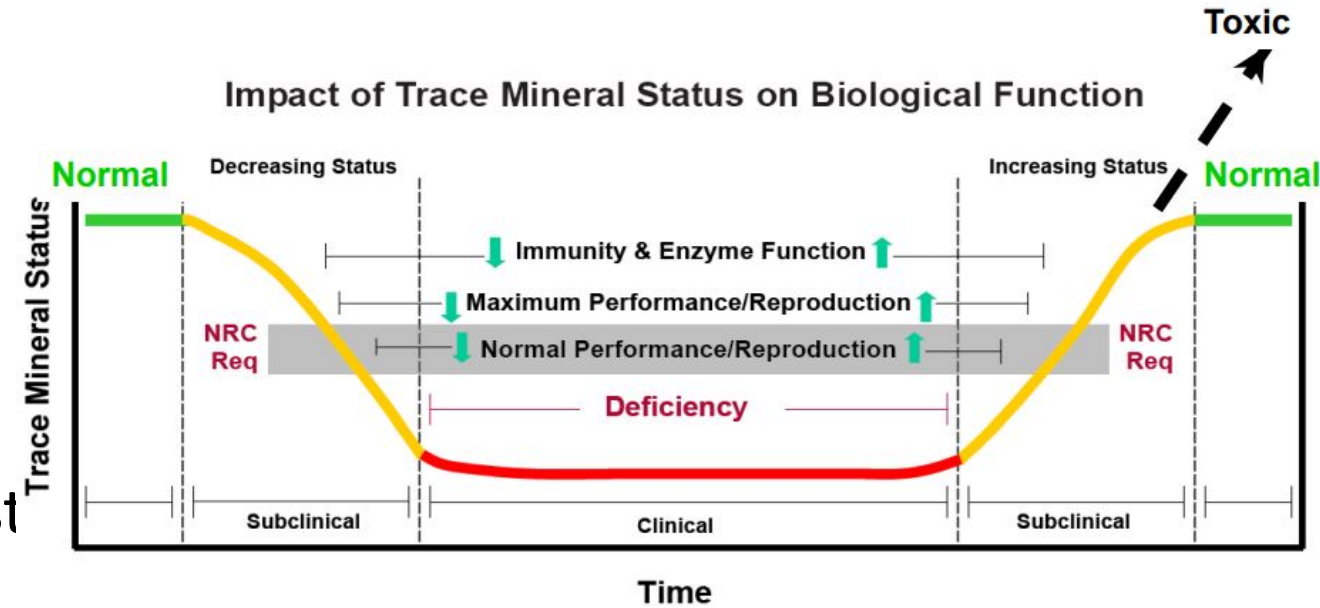 Toxic
Impact of Trace Mineral Status on Biological Function
Normal
Decreasing Status
Increasing Status
Normal
Trace Mineral Status
Immunity & Enzyme Function
Maximum Performance/Reproduction
NRC
Req
Normal Performance/Reproduction
NRC
Req
Deficiency
Subclinical
Clinical
Subclinical
Time